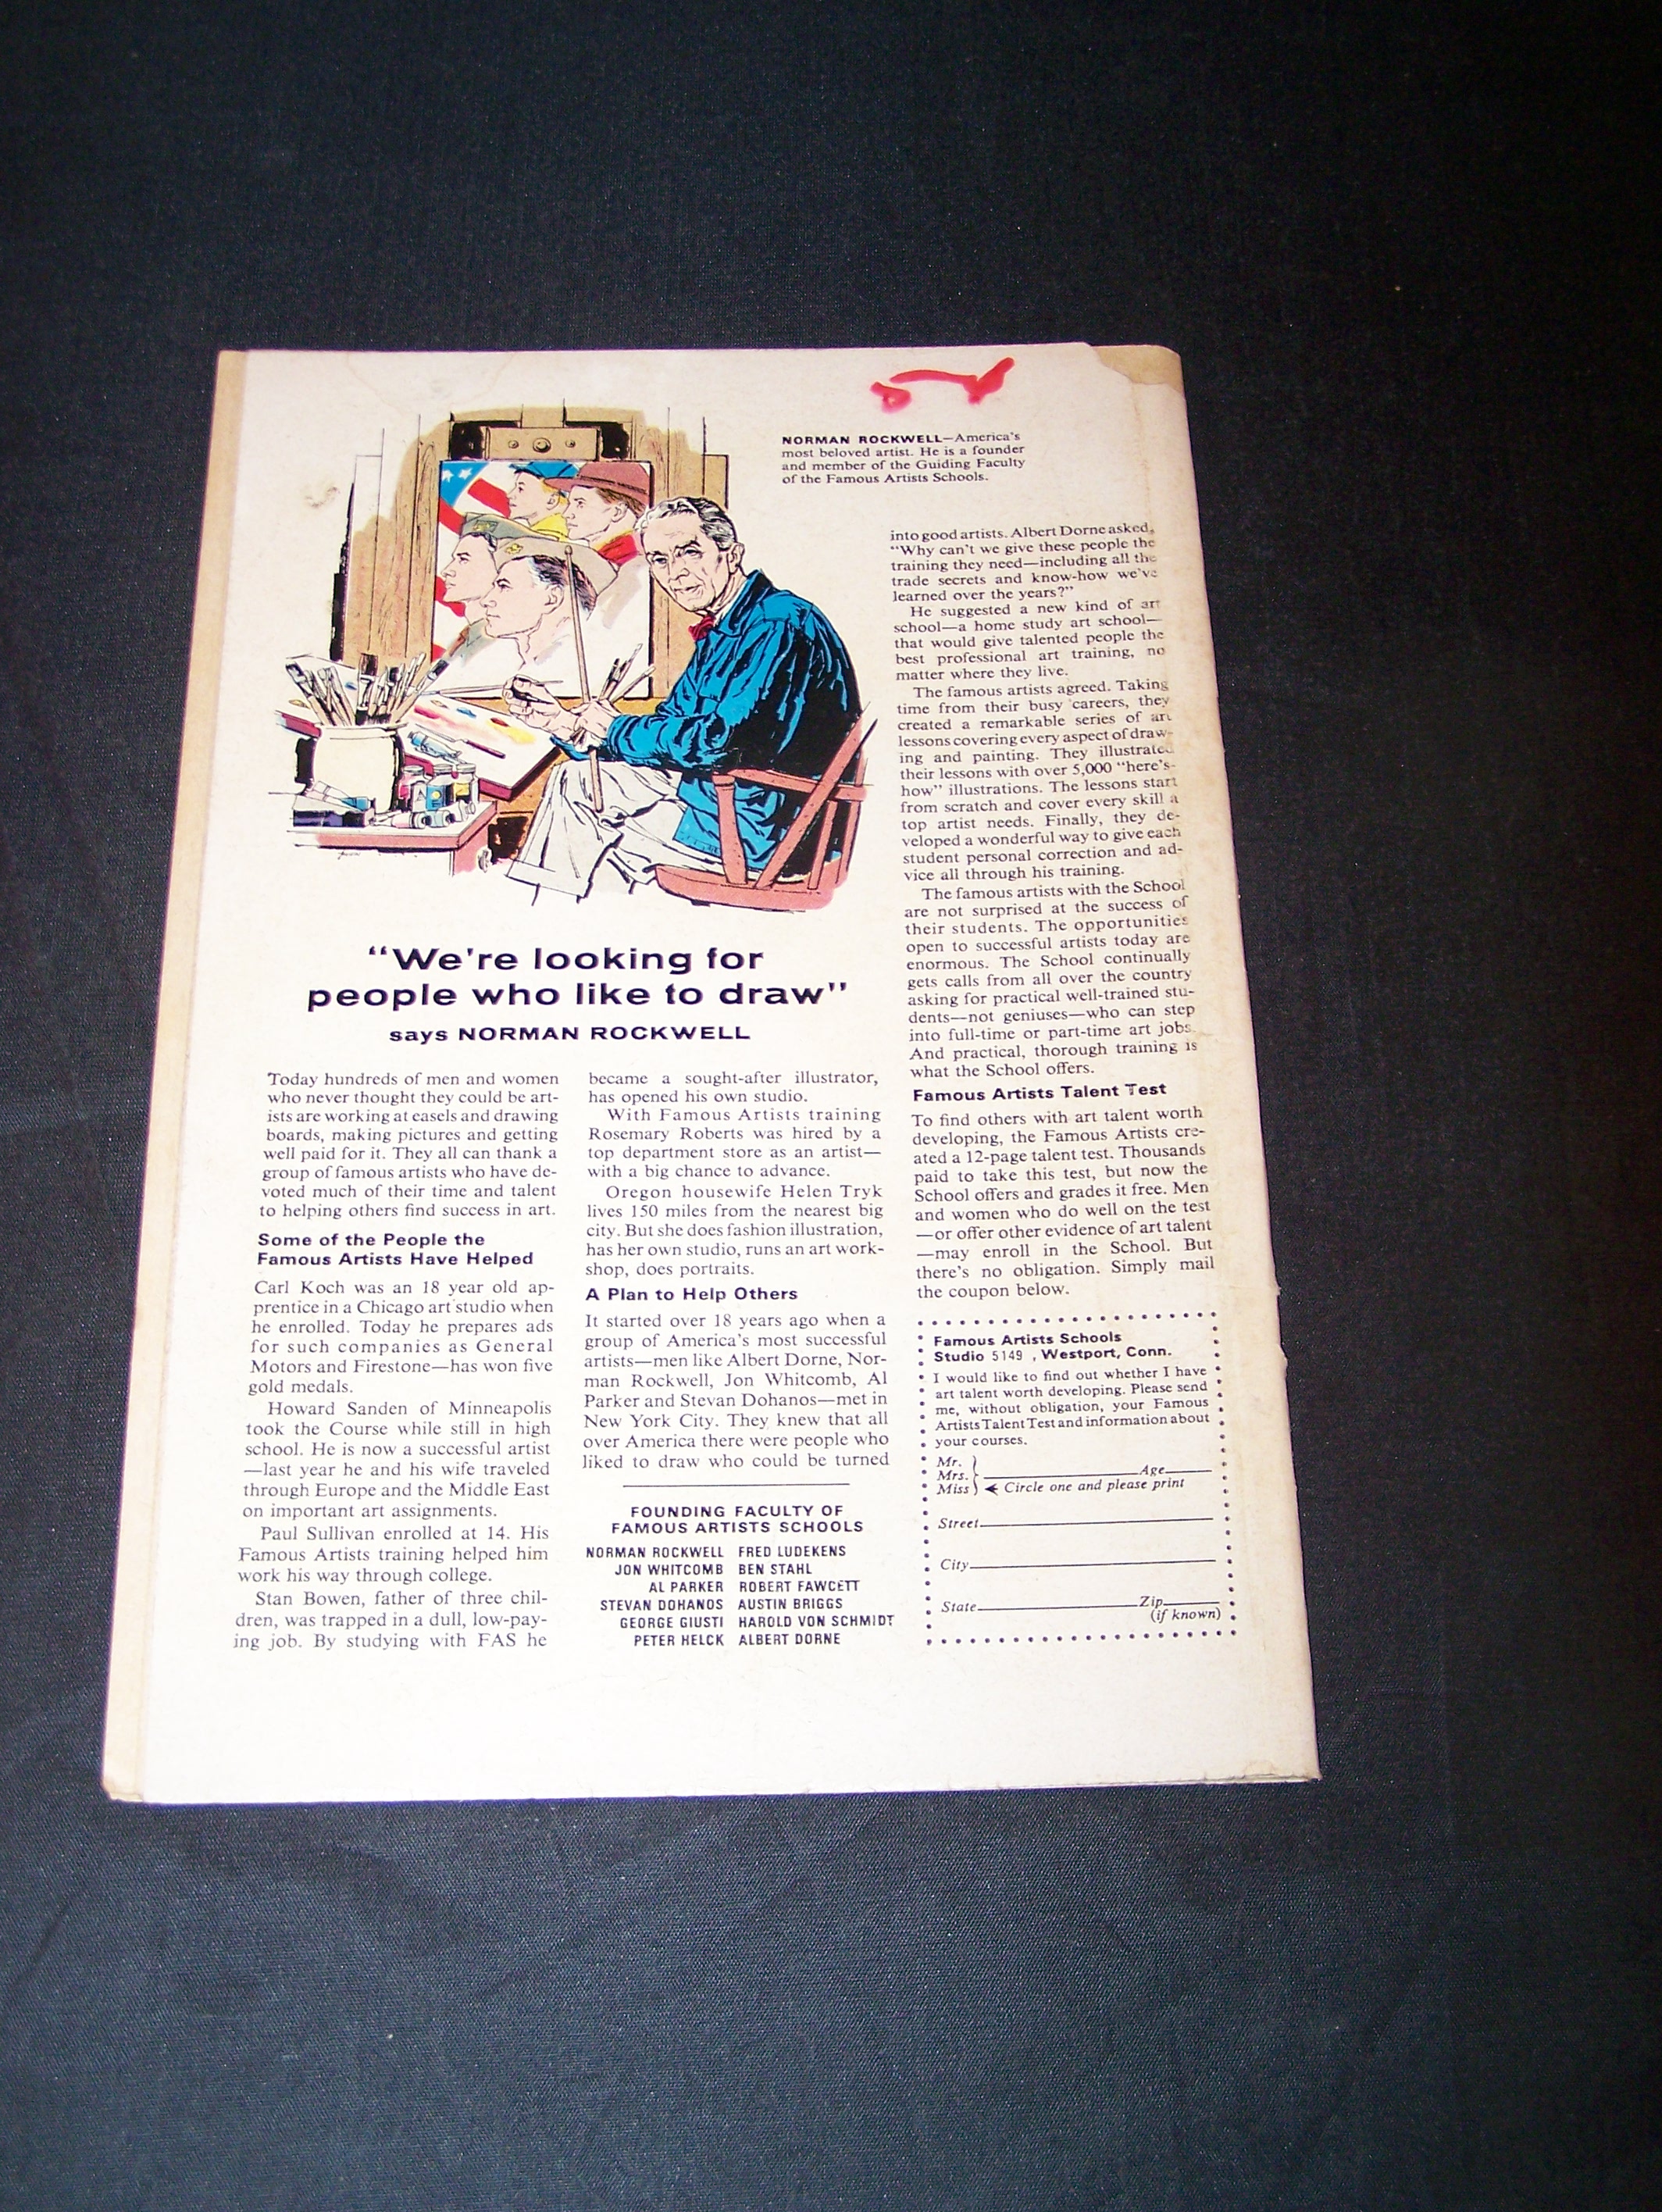 NORMAN ROCKWELL—America's
most beloved artist. He is a founder
and member of the Guiding Faculty
of the Famous Artists Schools.
"We're looking for
people who like to draw"
says NORMAN ROCKWELL
Today hundreds of men and women
who never thought they could be art-
ists are working at easels and drawing
boards, making pictures and getting
well paid for it. They all can thank a
group of famous artists who have de-
voted much of their time and talent
to helping others find success in art.
Some of the People the
Famous Artists Have Helped
Carl Koch was an 18 year old ap-
prentice in a Chicago art studio when
he enrolled. Today he prepares ads
for such companies as General
Motors and Firestone—has won five
gold medals.
Howard Sanden of Minneapolis
took the Course while still in high
school. He is now a successful artist
—last year he and his wife traveled
through Europe and the Middle East
on important art assignments.
Paul Sullivan enrolled at 14. His
Famous Artists training helped him
work his way through college.
Stan Bowen, father of three chil-
dren, was trapped in a dull, low-pay-
ing job. By studying with FAS he
became a sought-after illustrator,
has opened his own studio.
With Famous Artists training
Rosemary Roberts was hired by a
top department store as an artist—
with a big chance to advance.
Oregon housewife Helen Tryk
lives 150 miles from the nearest big
city. But she does fashion illustration,
has her own studio, runs an art work-
shop, does portraits.
A Plan to Help Others
It started over 18 years ago when a
group of America's most successful
artists—men like Albert Dorne, Nor-
man Rockwell, Jon Whitcomb, Al
Parker and Stevan Dohanos—met in
New York City. They knew that all
over America there were people who
liked to draw who could be turned
FOUNDING FACULTY OF
FAMOUS ARTISTS SCHOOLS
NORMAN ROCKWELL FRED LUDEKENS
JON WHITCOMB BEN STAHL
AL PARKER ROBERT FAWCETT
STEVAN DOHANOS AUSTIN BRIGGS
GEORGE GIUSTI HAROLD VON SCHMIDT
PETER HELCK ALBERT DORNE
into good artists. Albert Dorne asked,
"Why can't we give these people the
training they need—including all the
trade secrets and know-how we've
learned over the years?"
He suggested a new kind of art
school—a home study art school—
that would give talented people the
best professional art training, no
matter where they live.
The famous artists agreed. Taking
time from their busy careers, they
created a remarkable series of art
lessons covering every aspect of draw-
ing and painting. They illustrated
their lessons with over 5,000 "here's-
how" illustrations. The lessons start
from scratch and cover every skill a
top artist needs. Finally, they de-
veloped a wonderful way to give each
student personal correction and ad-
vice all through his training.
The famous artists with the School
are not surprised at the success of
their students. The opportunities
open to successful artists today are
enormous. The School continually
gets calls from all over the country
asking for practical well-trained stu-
dents—not geniuses—who can step
into full-time or part-time art jobs.
And practical, thorough training is
what the School offers.
Famous Artists Talent Test
To find others with art talent worth
developing, the Famous Artists cre-
ated a 12-page talent test. Thousands
paid to take this test, but now the
School offers and grades it free. Men
and women who do well on the test
—or offer other evidence of art talent
—may enroll in the School. But
there's no obligation. Simply mail
the coupon below.
Famous Artists Schools
Studio 5149 , Westport, Conn.
I would like to find out whether I have
art talent worth developing. Please send
me, without obligation, your Famous
Artists Talent Test and information about
your courses.
Mr.
Mrs. Age
Miss Circle one and please print
Street
City
State Zip
(if known)